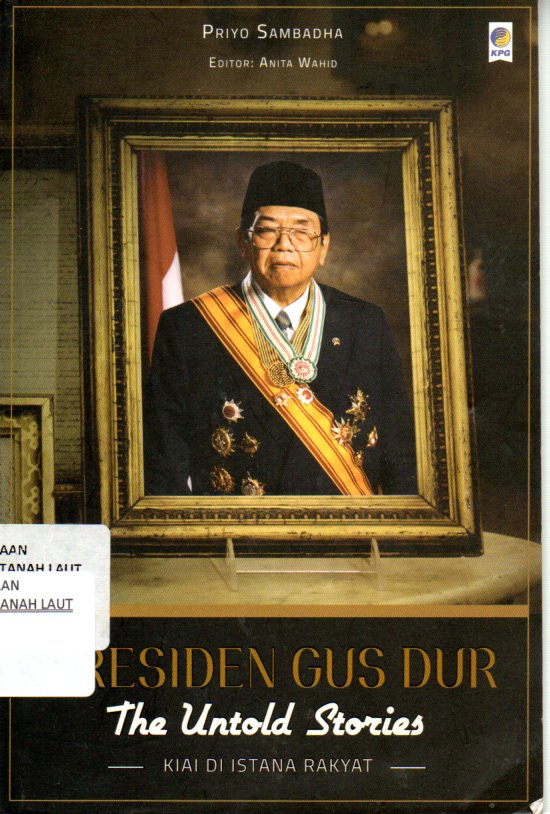 PRIYO SAMBADHA
EDITOR: ANITA WAHID
KPG
AAN
TANAH LAUT
AN
ANAH LAUT
RESIDEN GUS DUR
The Untold Stories
KIAI DI ISTANA RAKYAT